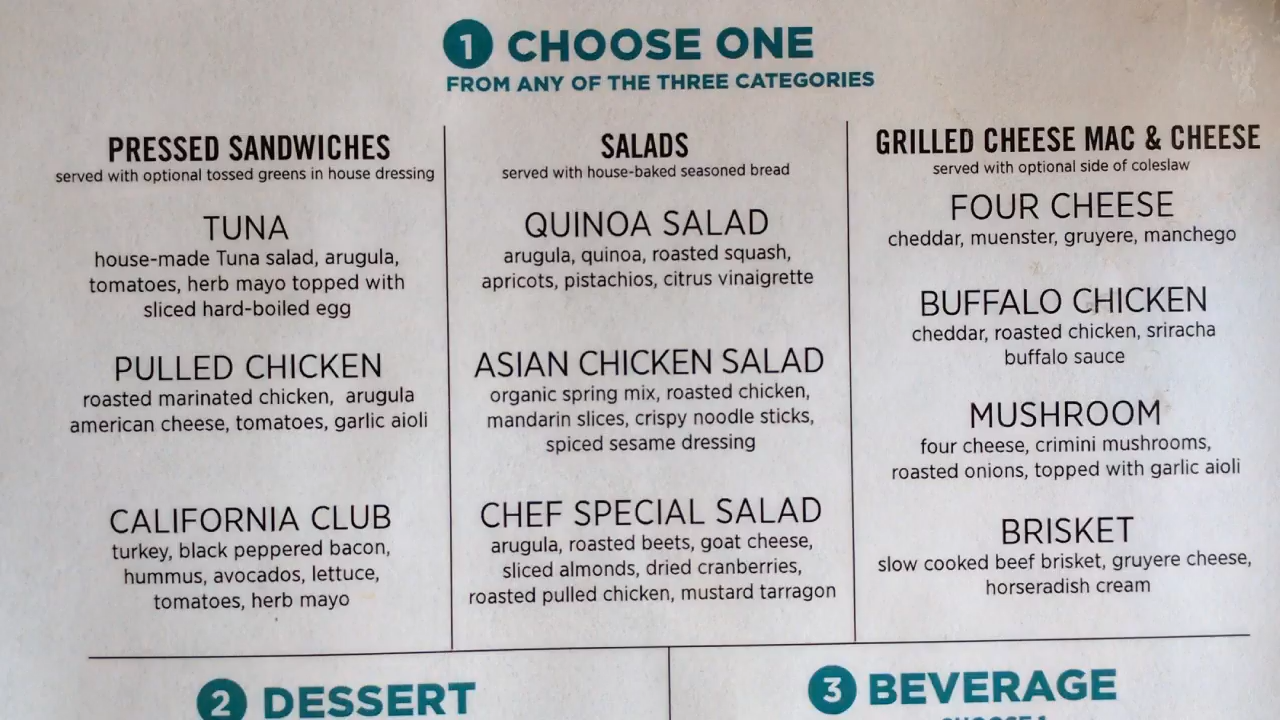 1 CHOOSE ONE
FROM ANY OF THE THREE CATEGORIES
PRESSED SANDWICHES
served with optional tossed greens in house dressing
TUNA
house-made Tuna salad, arugula,
tomatoes, herb mayo topped with
sliced hard-boiled egg
PULLED CHICKEN
roasted marinated chicken, arugula
american cheese, tomatoes, garlic aioli
CALIFORNIA CLUB
turkey, black peppered bacon,
hummus, avocados, lettuce,
tomatoes, herb mayo
SALADS
served with house-baked seasoned bread
QUINOA SALAD
arugula, quinoa, roasted squash,
apricots, pistachios, citrus vinaigrette
ASIAN CHICKEN SALAD
organic spring mix, roasted chicken,
mandarin slices, crispy noodle sticks,
spiced sesame dressing
CHEF SPECIAL SALAD
arugula, roasted beets, goat cheese,
sliced almonds, dried cranberries,
roasted pulled chicken, mustard tarragon
GRILLED CHEESE MAC & CHEESE
served with optional side of coleslaw
FOUR CHEESE
cheddar, muenster, gruyere, manchego
BUFFALO CHICKEN
cheddar, roasted chicken, sriracha
buffalo sauce
MUSHROOM
four cheese, crimini mushrooms,
roasted onions, topped with garlic aioli
BRISKET
slow cooked beef brisket, gruyere cheese,
horseradish cream
2 DESSERT
3 BEVERAGE